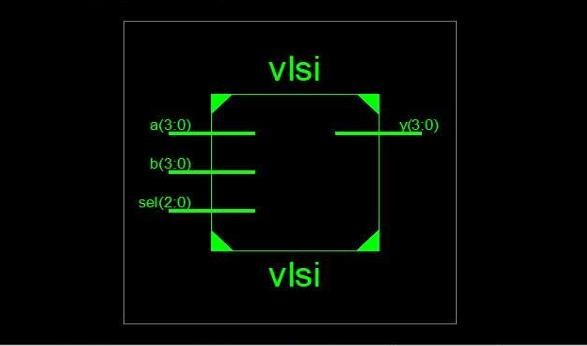 vlsi
a(3:0)
y(3:0)
b(3:0)
sel(2:0)
vlsi